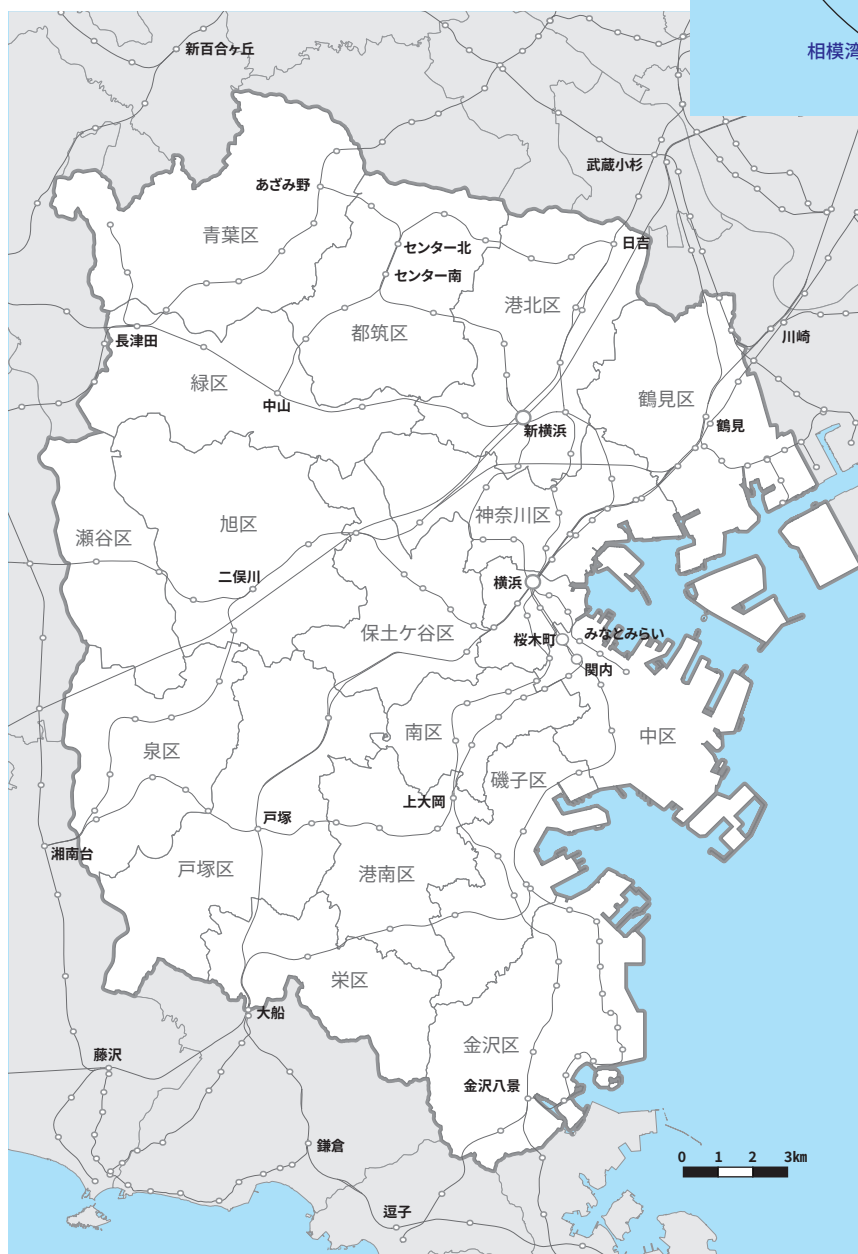 新百合ヶ丘
相模湾
武蔵小杉
あざみ野
青葉区
日吉
センター北
センター南
港北区
都筑区
川崎
長津田
緑区
中山
鶴見区
鶴見
新横浜
神奈川区
旭区
瀬谷区
二俣川
横浜
保土ケ谷区
桜木町
みなとみらい
関内
南区
中区
泉区
磯子区
上大岡
戸塚
湘南台
戸塚区
港南区
栄区
大船
金沢区
藤沢
金沢八景
鎌倉
逗子
0 1 2 3km